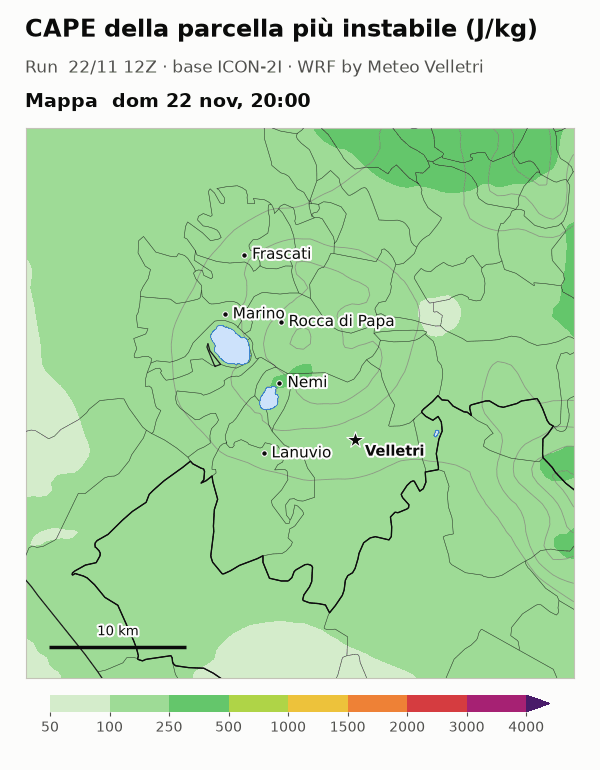 CAPE della parcella più instabile (J/kg)
Run 22/11 12Z · base ICON-2I · WRF by Meteo Velletri
Mappa dom 22 nov, 20:00
Frascati
Marino
Rocca di Papa
Nemi
Velletri
Lanuvio
10 km
50 100 250 500 1000 1500 2000 3000 4000